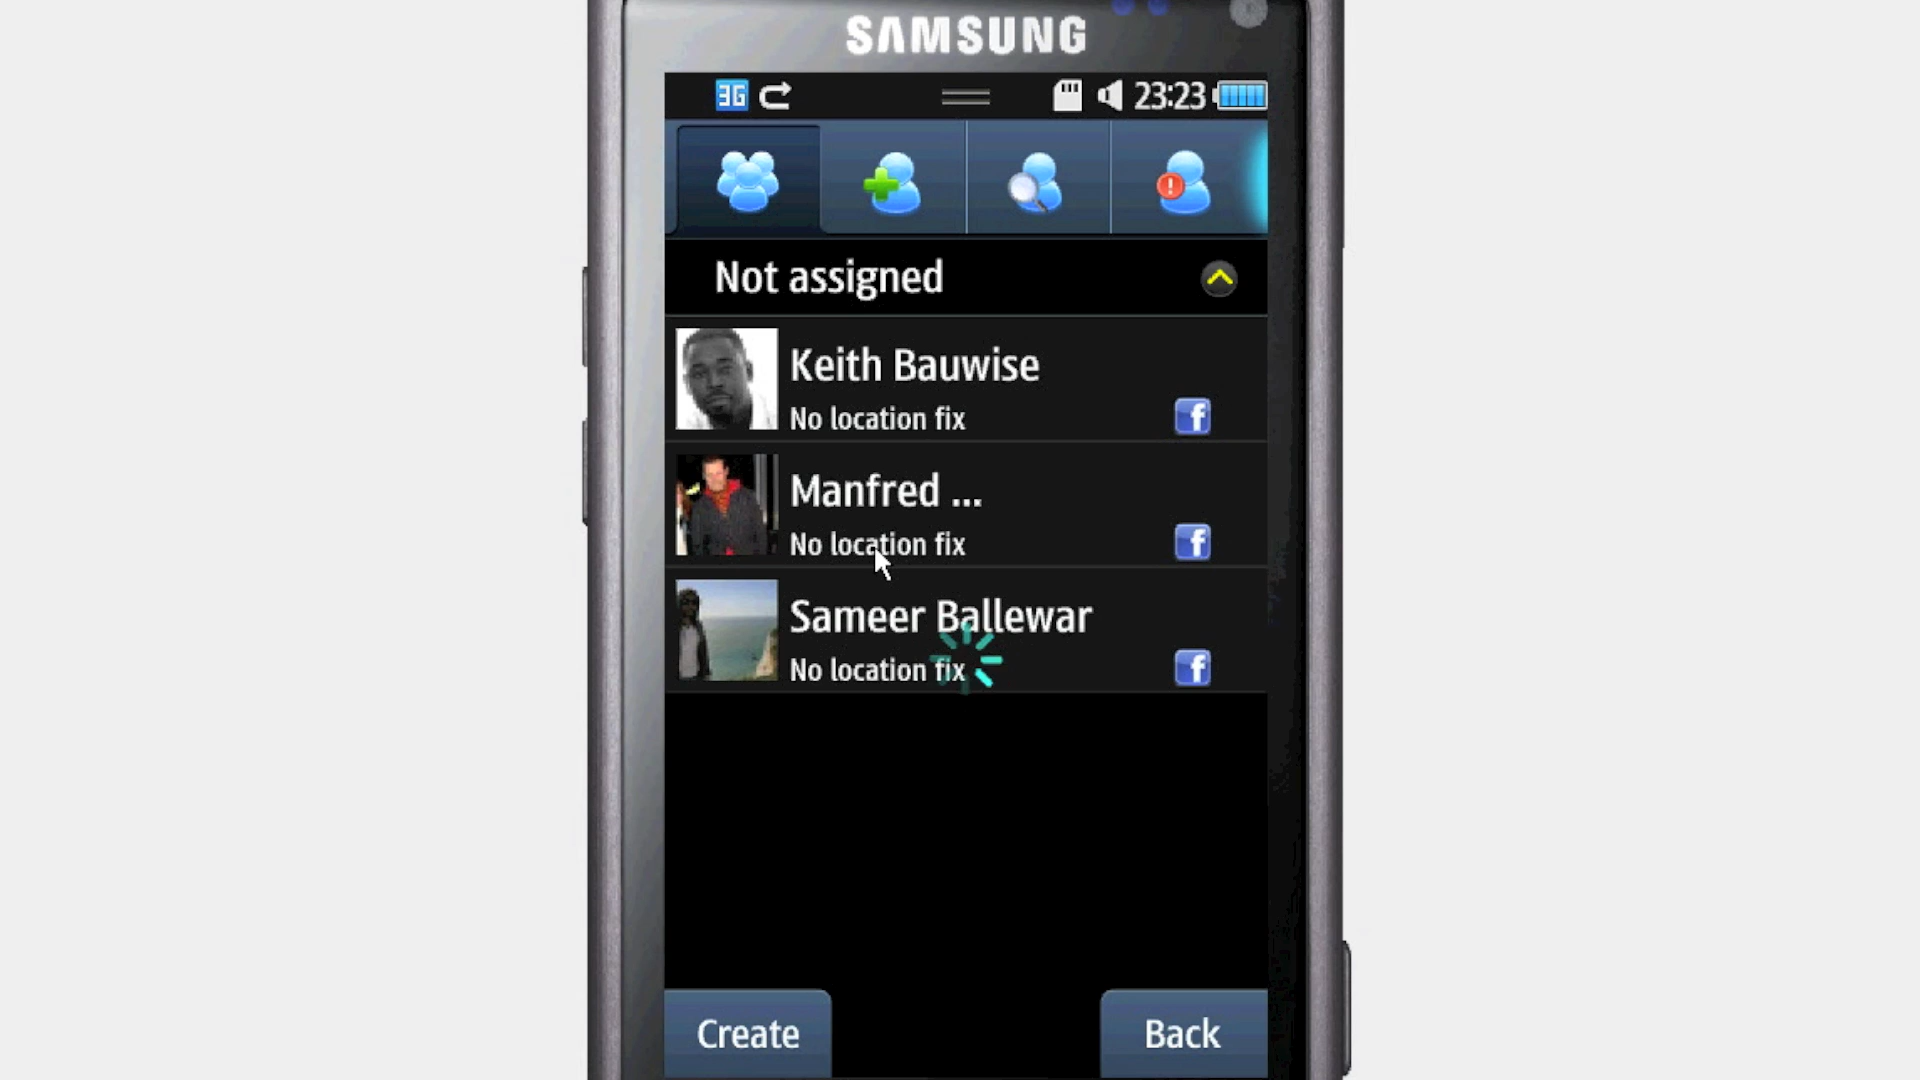 SAMSUNG
3G 23:23
Not assigned
Keith Bauwise
No location fix
f
Manfred ...
No location fix
f
Sameer Ballewar
No location fix
f
Create Back